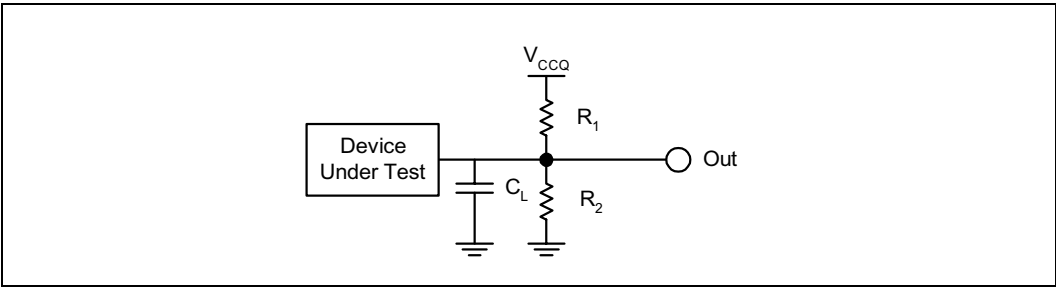 V_CCQ
R_1
Device
Under Test
Out
C_L
R_2